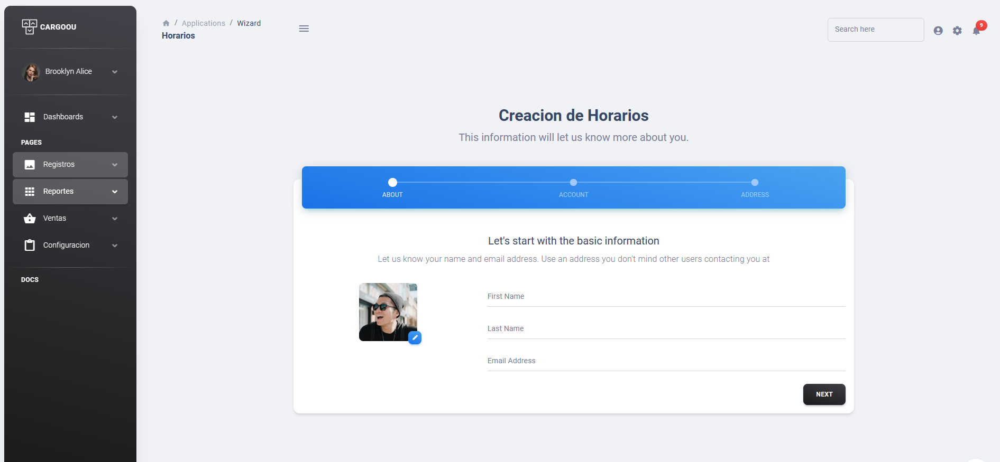 CARGOOU
Brooklyn Alice
Dashboards
PAGES
Registros
Reportes
Ventas
Configuracion
DOCS
/ Applications / Wizard
Horarios
Search here
9
Creacion de Horarios
This information will let us know more about you.
ABOUT
ACCOUNT
ADDRESS
Let's start with the basic information
Let us know your name and email address. Use an address you don't mind other users contacting you at
First Name
Last Name
Email Address
NEXT